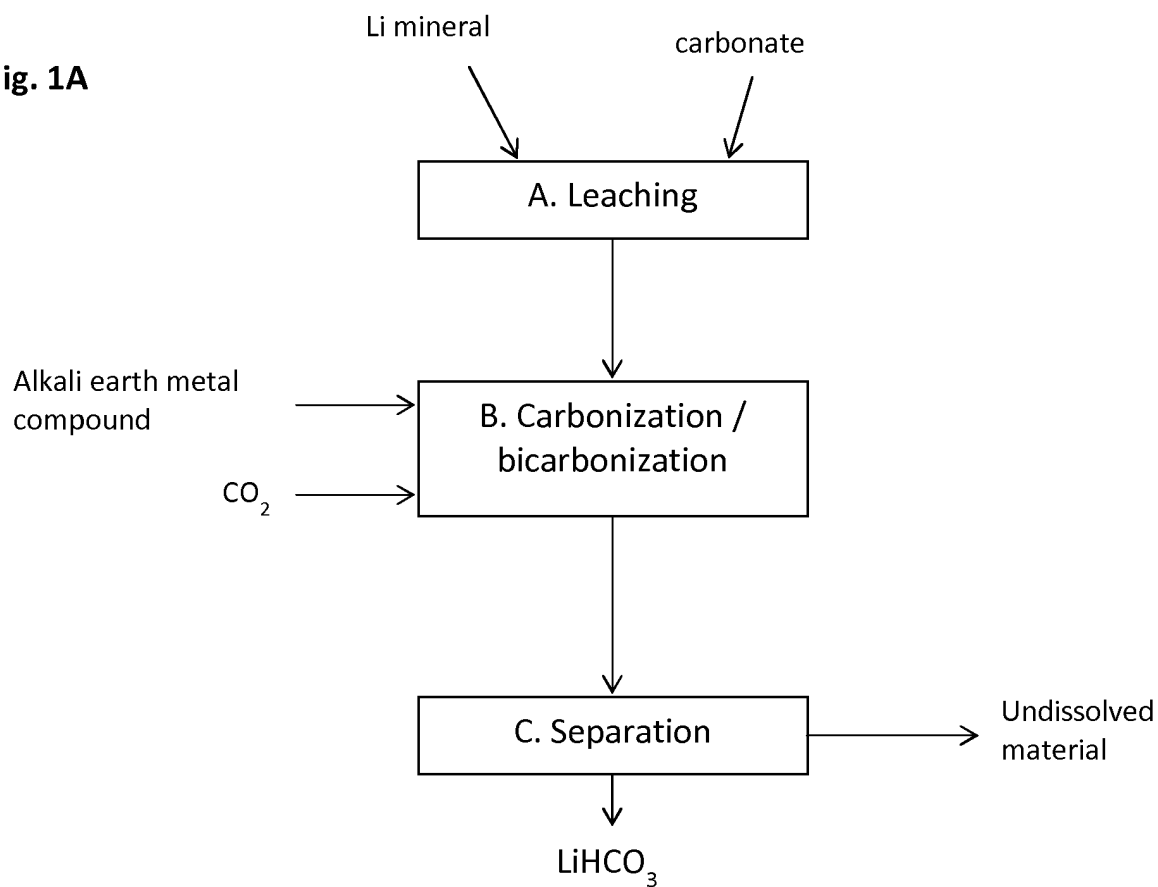 Li mineral
carbonate
ig. 1A
A. Leaching
Alkali earth metal
compound
B. Carbonization /
bicarbonization
CO₂
C. Separation
Undissolved
material
LiHCO₃